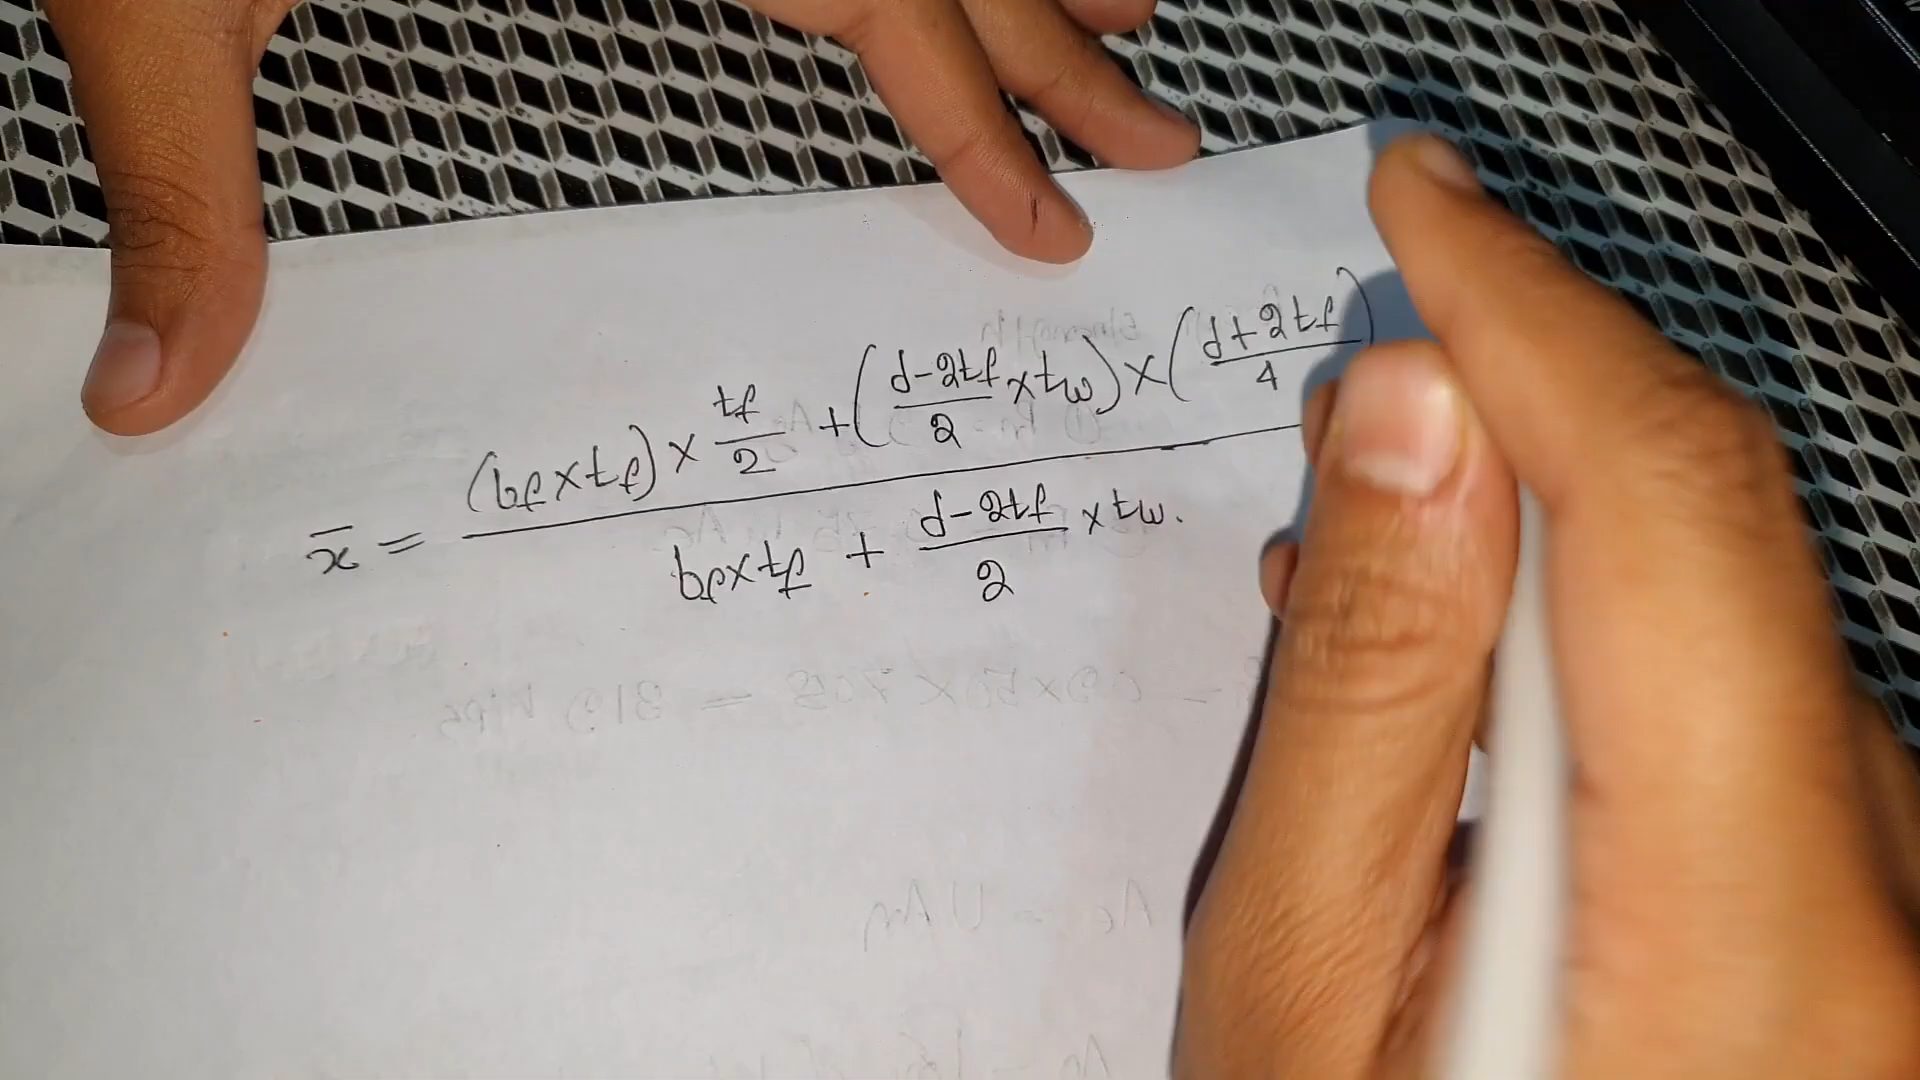 x̄ = ((bf×tf) × tf/2 + (d-2tf/2 × tw) × (d+2tf/4)) / (bf×tf + d-2tf/2 × tw.)